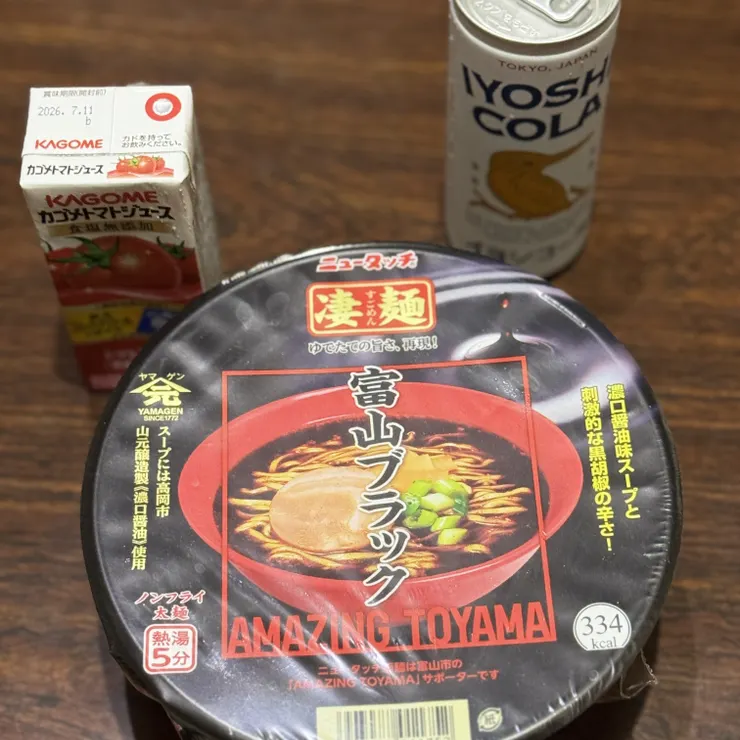 賞味期限(開封前)
2026. 7.11
b
カドを持って
お飲みください。
KAGOME
カゴメトマトジュース
KAGOME
カゴメトマトジュース
食塩無添加
TOKYO, JAPAN
IYOSHI
COLA
ニュータッチ
凄麺
すごめん
ゆでたての旨さ、再現!
富山ブラック
濃口醤油味スープと
刺激的な黒胡椒の辛さ!
ヤマゲン
元
YAMAGEN
SINCE1772
スープには高岡市
山元醸造製《濃口醤油》使用
ノンフライ
太麺
熱湯
5分
AMAZING TOYAMA
334
kcal
ニュータッチ凄麺は富山市の
「AMAZING TOYAMA」サポーターです